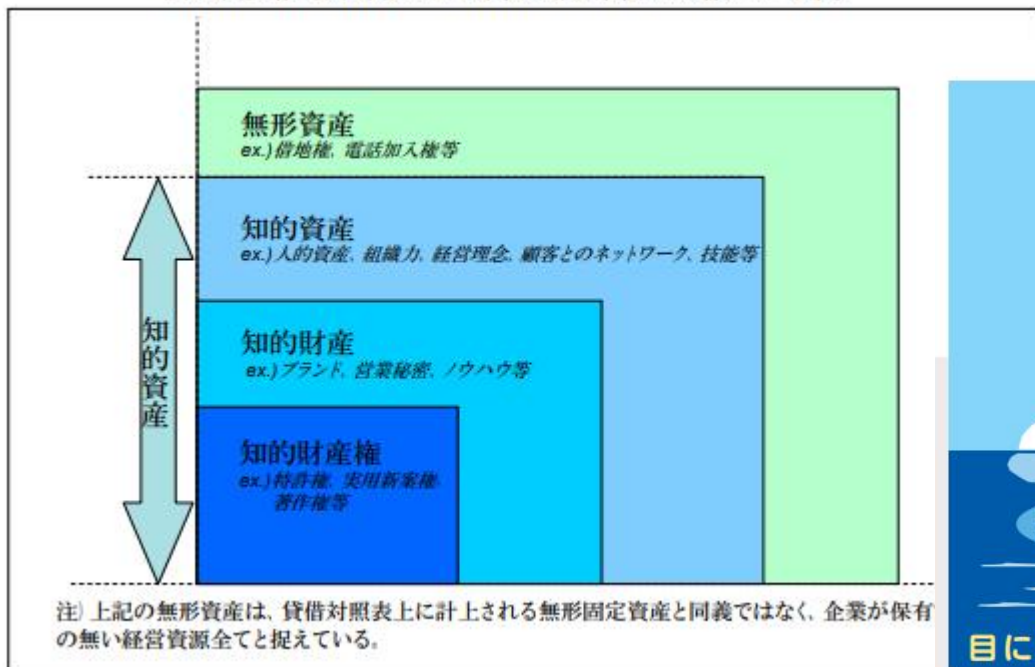 無形資産
ex.)借地権、電話加入権等
知的資産
ex.)人的資産、組織力、経営理念、顧客とのネットワーク、技能等
知的資産
知的財産
ex.)ブランド、営業秘密、ノウハウ等
知的財産権
ex.)特許権、実用新案権、
著作権等
注) 上記の無形資産は、貸借対照表上に計上される無形固定資産と同義ではなく、企業が保有
の無い経営資源全てと捉えている。
目に